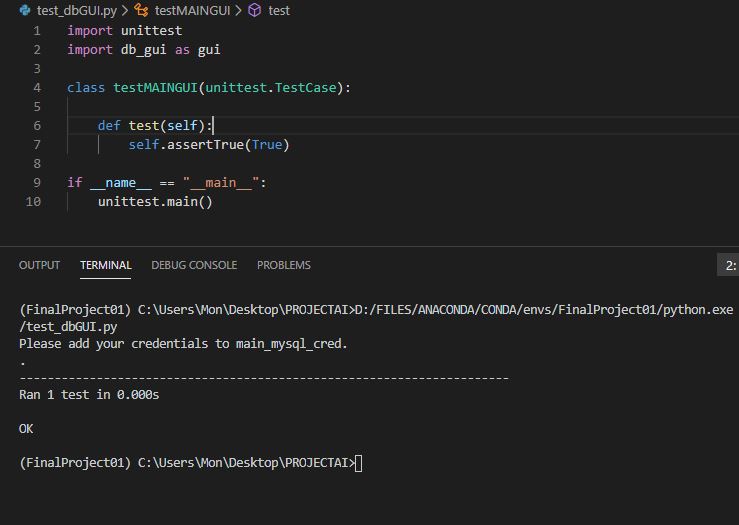 test_dbGUI.py > testMAINGUI > test
1 import unittest
2 import db_gui as gui
3
4 class testMAINGUI(unittest.TestCase):
5
6     def test(self):
7         self.assertTrue(True)
8
9 if __name__ == "__main__":
10     unittest.main()
OUTPUT TERMINAL DEBUG CONSOLE PROBLEMS 2:
(FinalProject01) C:\Users\Mon\Desktop\PROJECTAI>D:/FILES/ANACONDA/CONDA/envs/FinalProject01/python.exe
/test_dbGUI.py
Please add your credentials to main_mysql_cred.
.
----------------------------------------------------------------------
Ran 1 test in 0.000s
OK
(FinalProject01) C:\Users\Mon\Desktop\PROJECTAI>